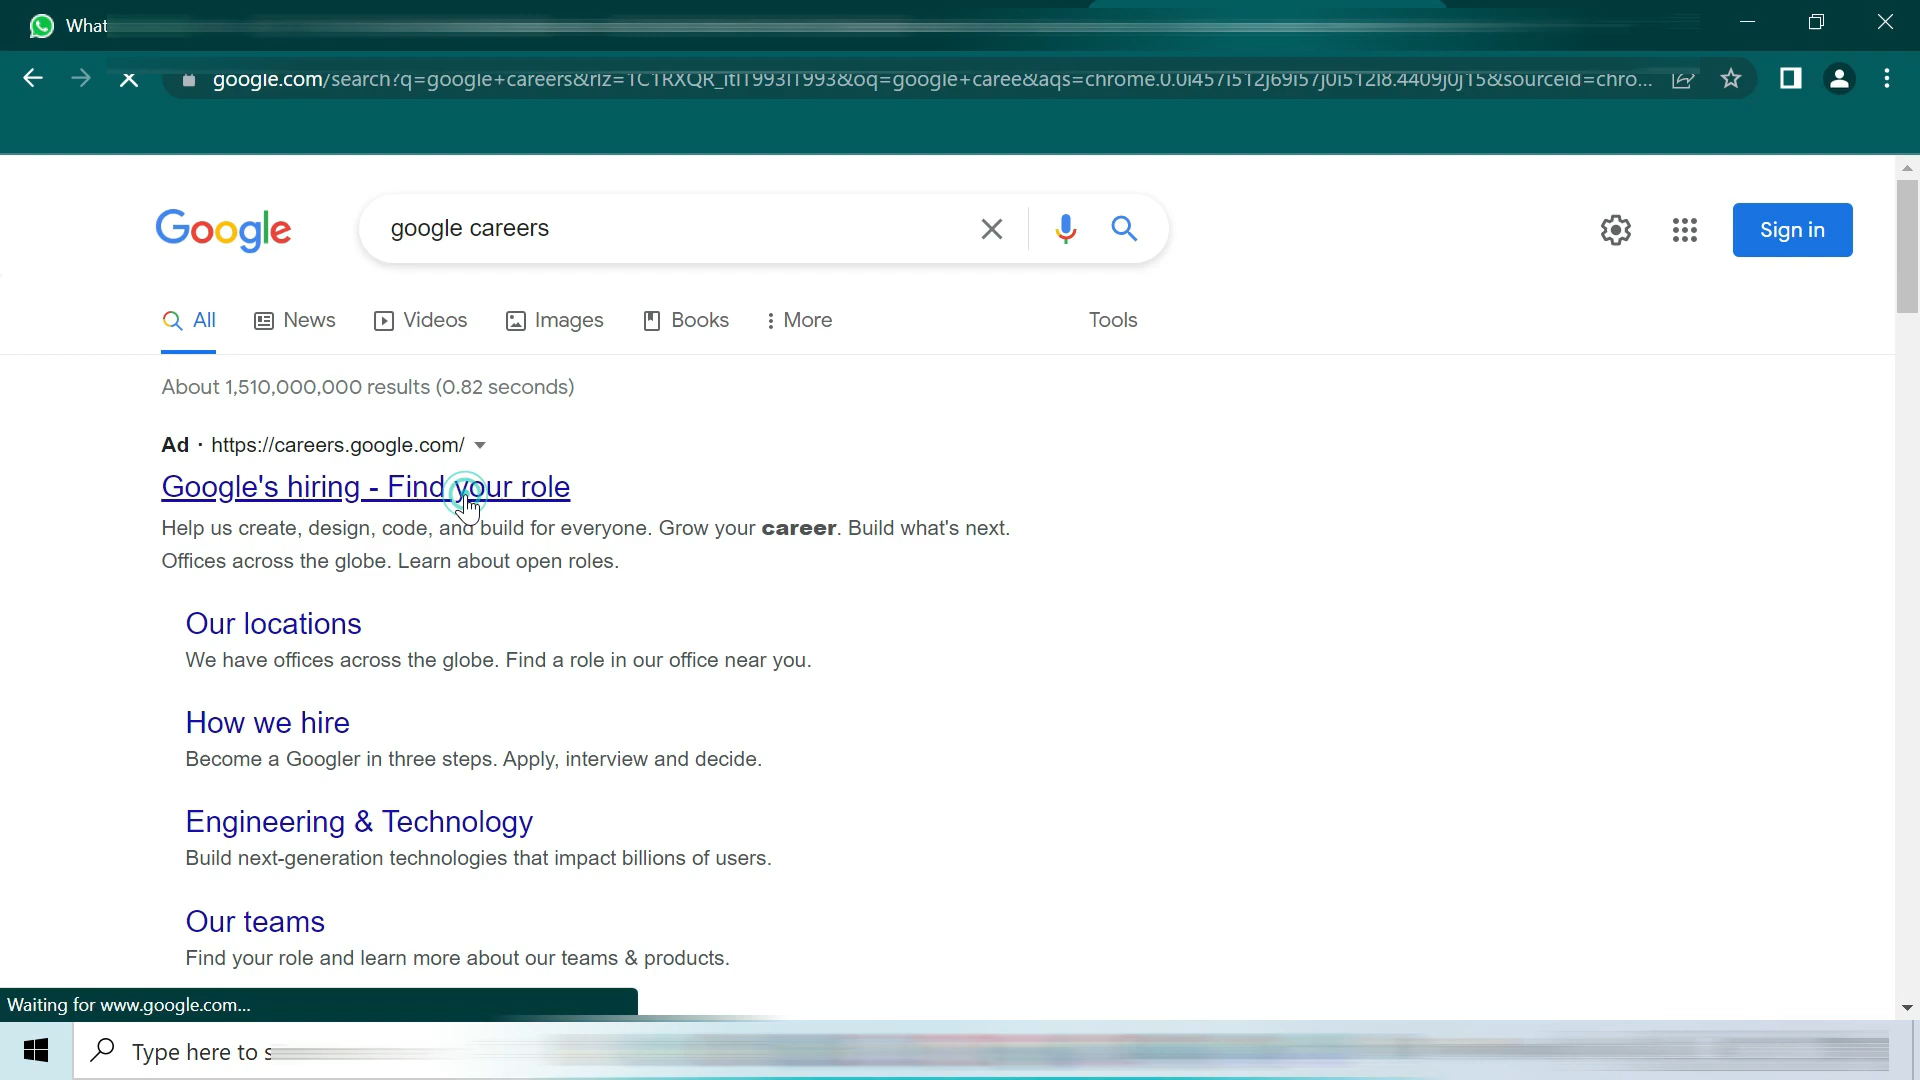 What
google.com/search?q=google+careers&rlz=1C1RXQR_itIT993IT993&oq=google+caree&aqs=chrome.0.0i457i512j69i57j0i512l8.4409j0j15&sourceid=chro...
Google
google careers
Sign in
All
News
Videos
Images
Books
More
Tools
About 1,510,000,000 results (0.82 seconds)
Ad · https://careers.google.com/
Google's hiring - Find your role
Help us create, design, code, and build for everyone. Grow your career. Build what's next.
Offices across the globe. Learn about open roles.
Our locations
We have offices across the globe. Find a role in our office near you.
How we hire
Become a Googler in three steps. Apply, interview and decide.
Engineering & Technology
Build next-generation technologies that impact billions of users.
Our teams
Find your role and learn more about our teams & products.
Waiting for www.google.com...
Type here to s